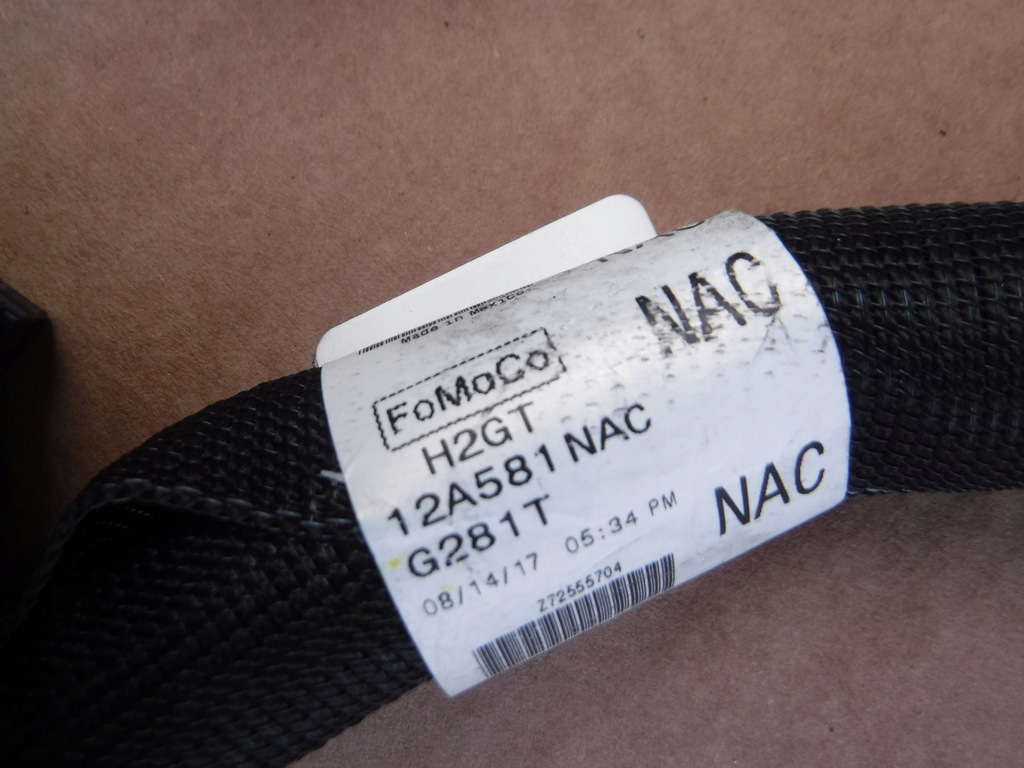 Made in Mexico
NAC
FoMoCo
H2GT
12A581 NAC
G281T
NAC
08/14/17 05:34 PM
Z72555704